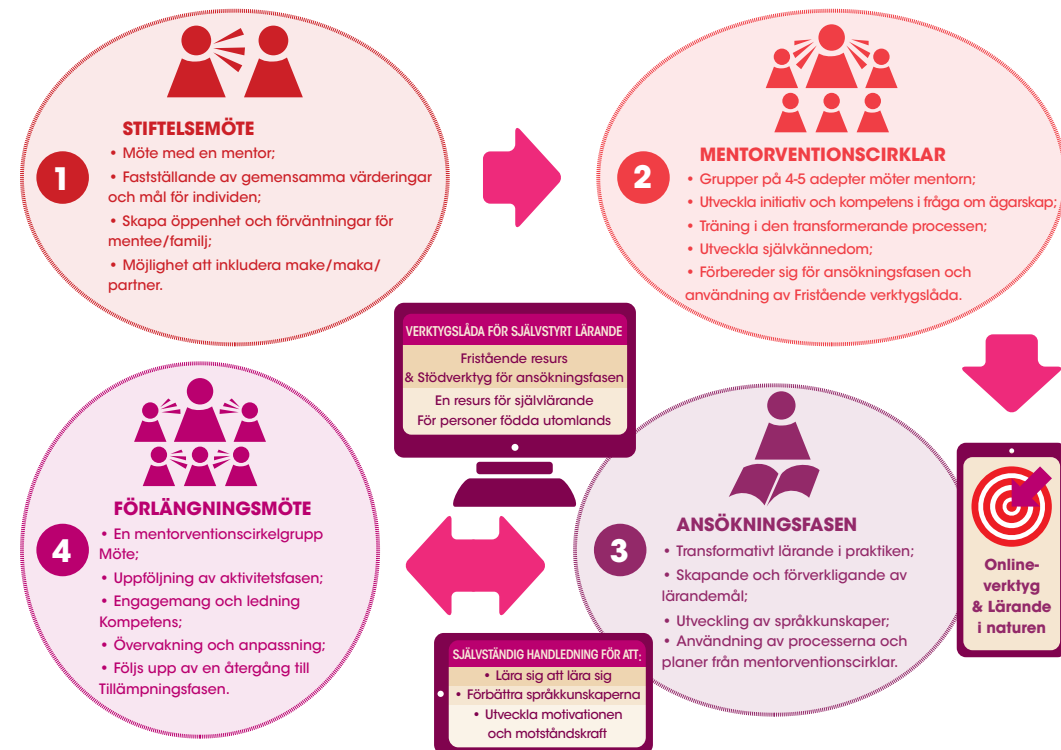 STIFTELSEMÖTE
1
• Möte med en mentor;
• Fastställande av gemensamma värderingar
och mål för individen;
• Skapa öppenhet och förväntningar för
mentee/familj;
• Möjlighet att inkludera make/maka/
partner.
MENTORVENTIONSCIRKLAR
2
• Grupper på 4-5 adepter möter mentorn;
• Utveckla initiativ och kompetens i fråga om ägarskap;
• Träning i den transformerande processen;
• Utveckla självkännedom;
• Förbereder sig för ansökningsfasen och
användning av Fristående verktygslåda.
VERKTYGSLÅDA FÖR SJÄLVSTYRT LÄRANDE
Fristående resurs
& Stödverktyg för ansökningsfasen
En resurs för självlärande
För personer födda utomlands
ANSÖKNINGSFASEN
3
• Transformativt lärande i praktiken;
• Skapande och förverkligande av
lärandemål;
• Utveckling av språkkunskaper;
• Användning av processerna och
planer från mentorventionscirklar.
Online-
verktyg
& Lärande
i naturen
FÖRLÄNGNINGSMÖTE
4
• En mentorventionscirkelgrupp
Möte;
• Uppföljning av aktivitetsfasen;
• Engagemang och ledning
Kompetens;
• Övervakning och anpassning;
• Följs upp av en återgång till
Tillämpningsfasen.
SJÄLVSTÄNDIG HANDLEDNING FÖR ATT:
• Lära sig att lära sig
• Förbättra språkkunskaperna
• Utveckla motivationen
och motståndskraft